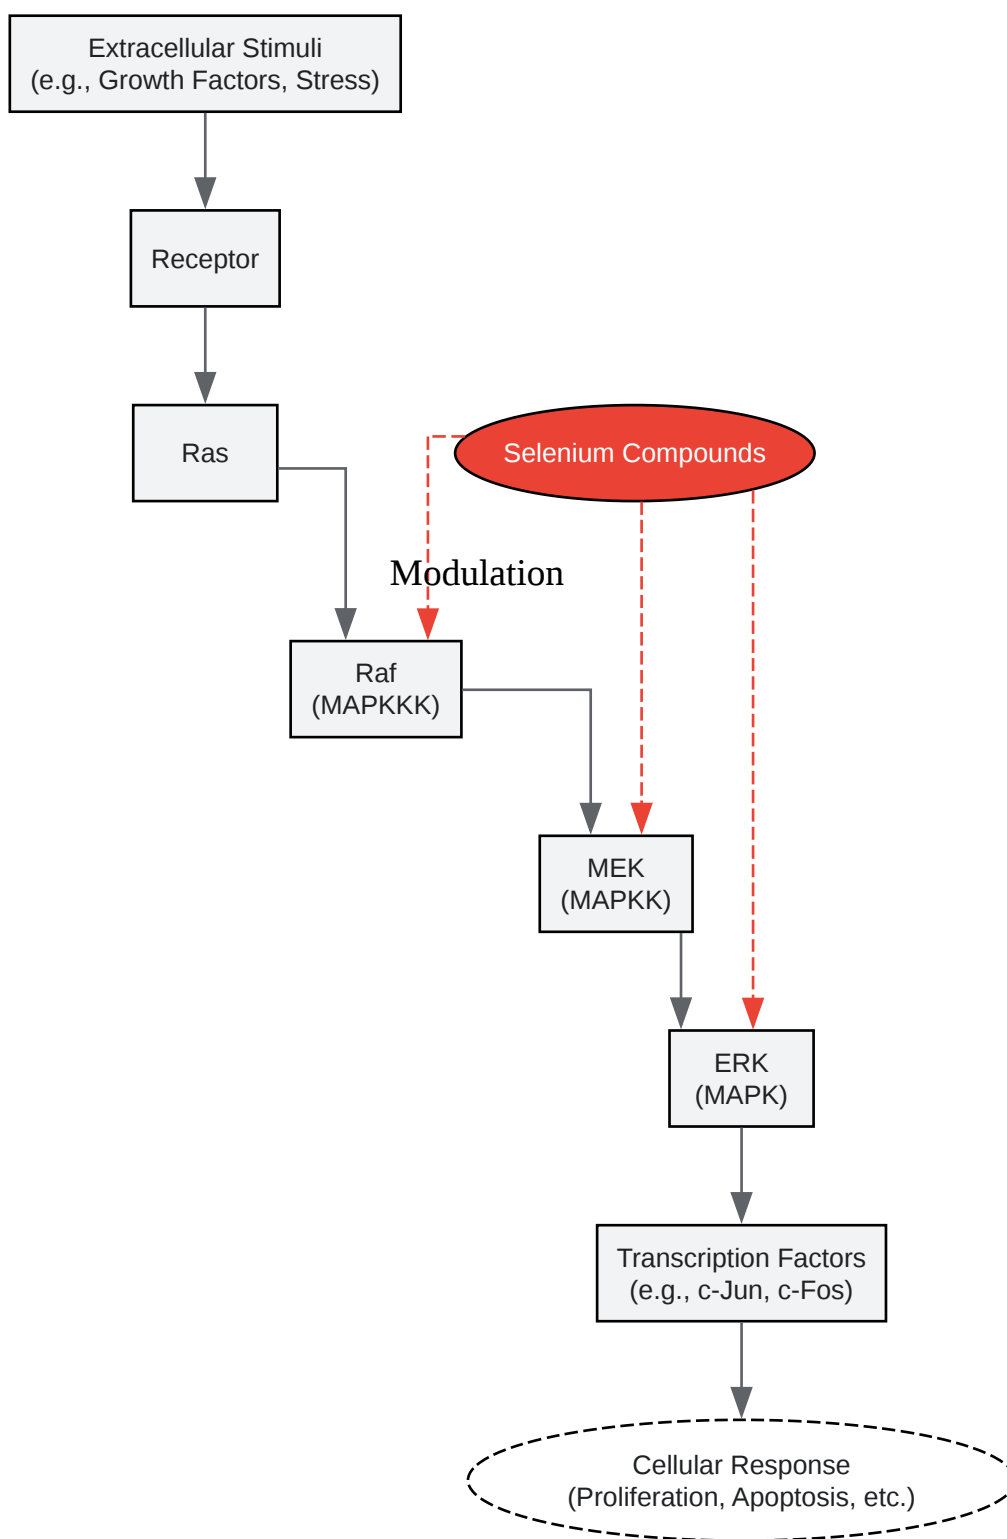 Extracellular Stimuli
(e.g., Growth Factors, Stress)
Receptor
Ras
Selenium Compounds
Modulation
Raf
(MAPKKK)
MEK
(MAPKK)
ERK
(MAPK)
Transcription Factors
(e.g., c-Jun, c-Fos)
Cellular Response
(Proliferation, Apoptosis, etc.)